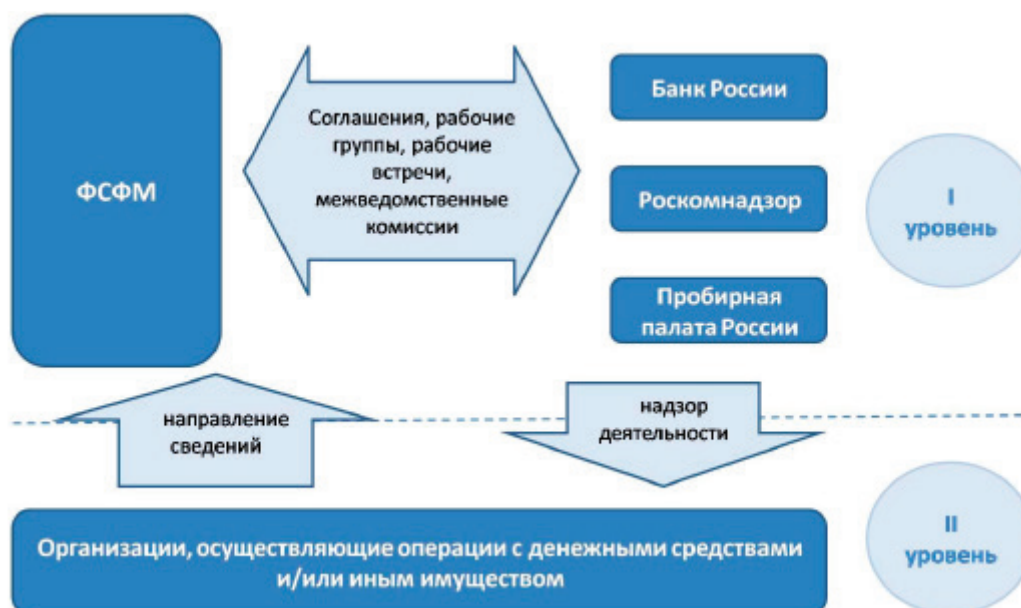 ФСФМ
Соглашения, рабочие
группы, рабочие
встречи,
межведомственные
комиссии
Банк России
Роскомнадзор
Пробирная
палата России
I
уровень
направление
сведений
надзор
деятельности
Организации, осуществляющие операции с денежными средствами
и/или иным имуществом
II
уровень